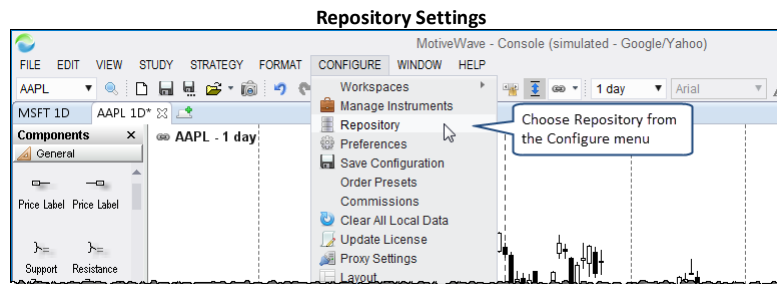 Repository Settings
MotiveWave - Console (simulated - Google/Yahoo)
FILE EDIT VIEW STUDY STRATEGY FORMAT CONFIGURE WINDOW HELP
AAPL
1 day
Arial
MSFT 1D
AAPL 1D*
Components
General
Price Label
Price Label
Support
Resistance
AAPL - 1 day
Workspaces
Manage Instruments
Repository
Preferences
Save Configuration
Order Presets
Commissions
Clear All Local Data
Update License
Proxy Settings
Layout
Choose Repository from
the Configure menu